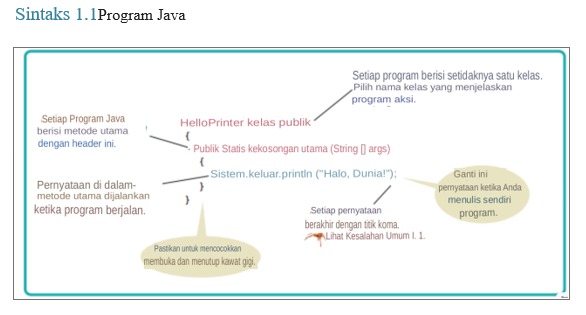 Sintaks 1.1Program Java
Setiap program berisi setidaknya satu kelas.
Pilih nama kelas yang menjelaskan
program aksi.
Setiap Program Java
berisi metode utama
dengan header ini.
HelloPrinter kelas publik
{
Publik Statis kekosongan utama (String [] args)
{
Sistem.keluar.println ("Halo, Dunia!");
}
}
Pernyataan di dalam-
metode utama dijalankan
ketika program berjalan.
Ganti ini
pernyataan ketika Anda
menulis sendiri
program.
Setiap pernyataan
berakhir dengan titik koma.
Lihat Kesalahan Umum I. 1.
Pastikan untuk mencocokkan
membuka dan menutup kawat gigi.